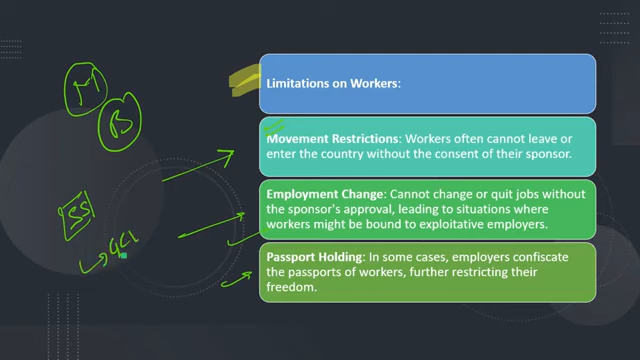 M
B
SS
Limitations on Workers:
Movement Restrictions: Workers often cannot leave or
enter the country without the consent of their sponsor.
Employment Change: Cannot change or quit jobs without
the sponsor's approval, leading to situations where
workers might be bound to exploitative employers.
Passport Holding: In some cases, employers confiscate
the passports of workers, further restricting their
freedom.